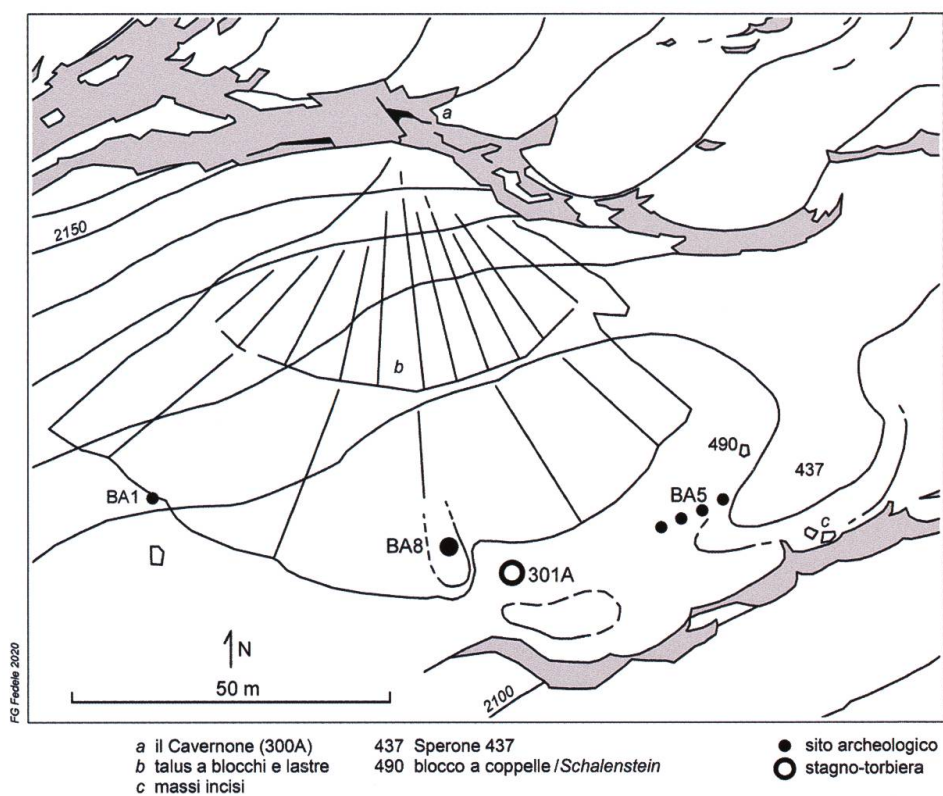 a
2150
b
490
437
BA1
BA5
c
BA8
301A
N
50 m
2100
FG Fedele 2020
a il Cavernone (300A)
b talus a blocchi e lastre
c massi incisi
437 Sperone 437
490 blocco a coppelle / Schalenstein
sito archeologico
stagno-torbiera